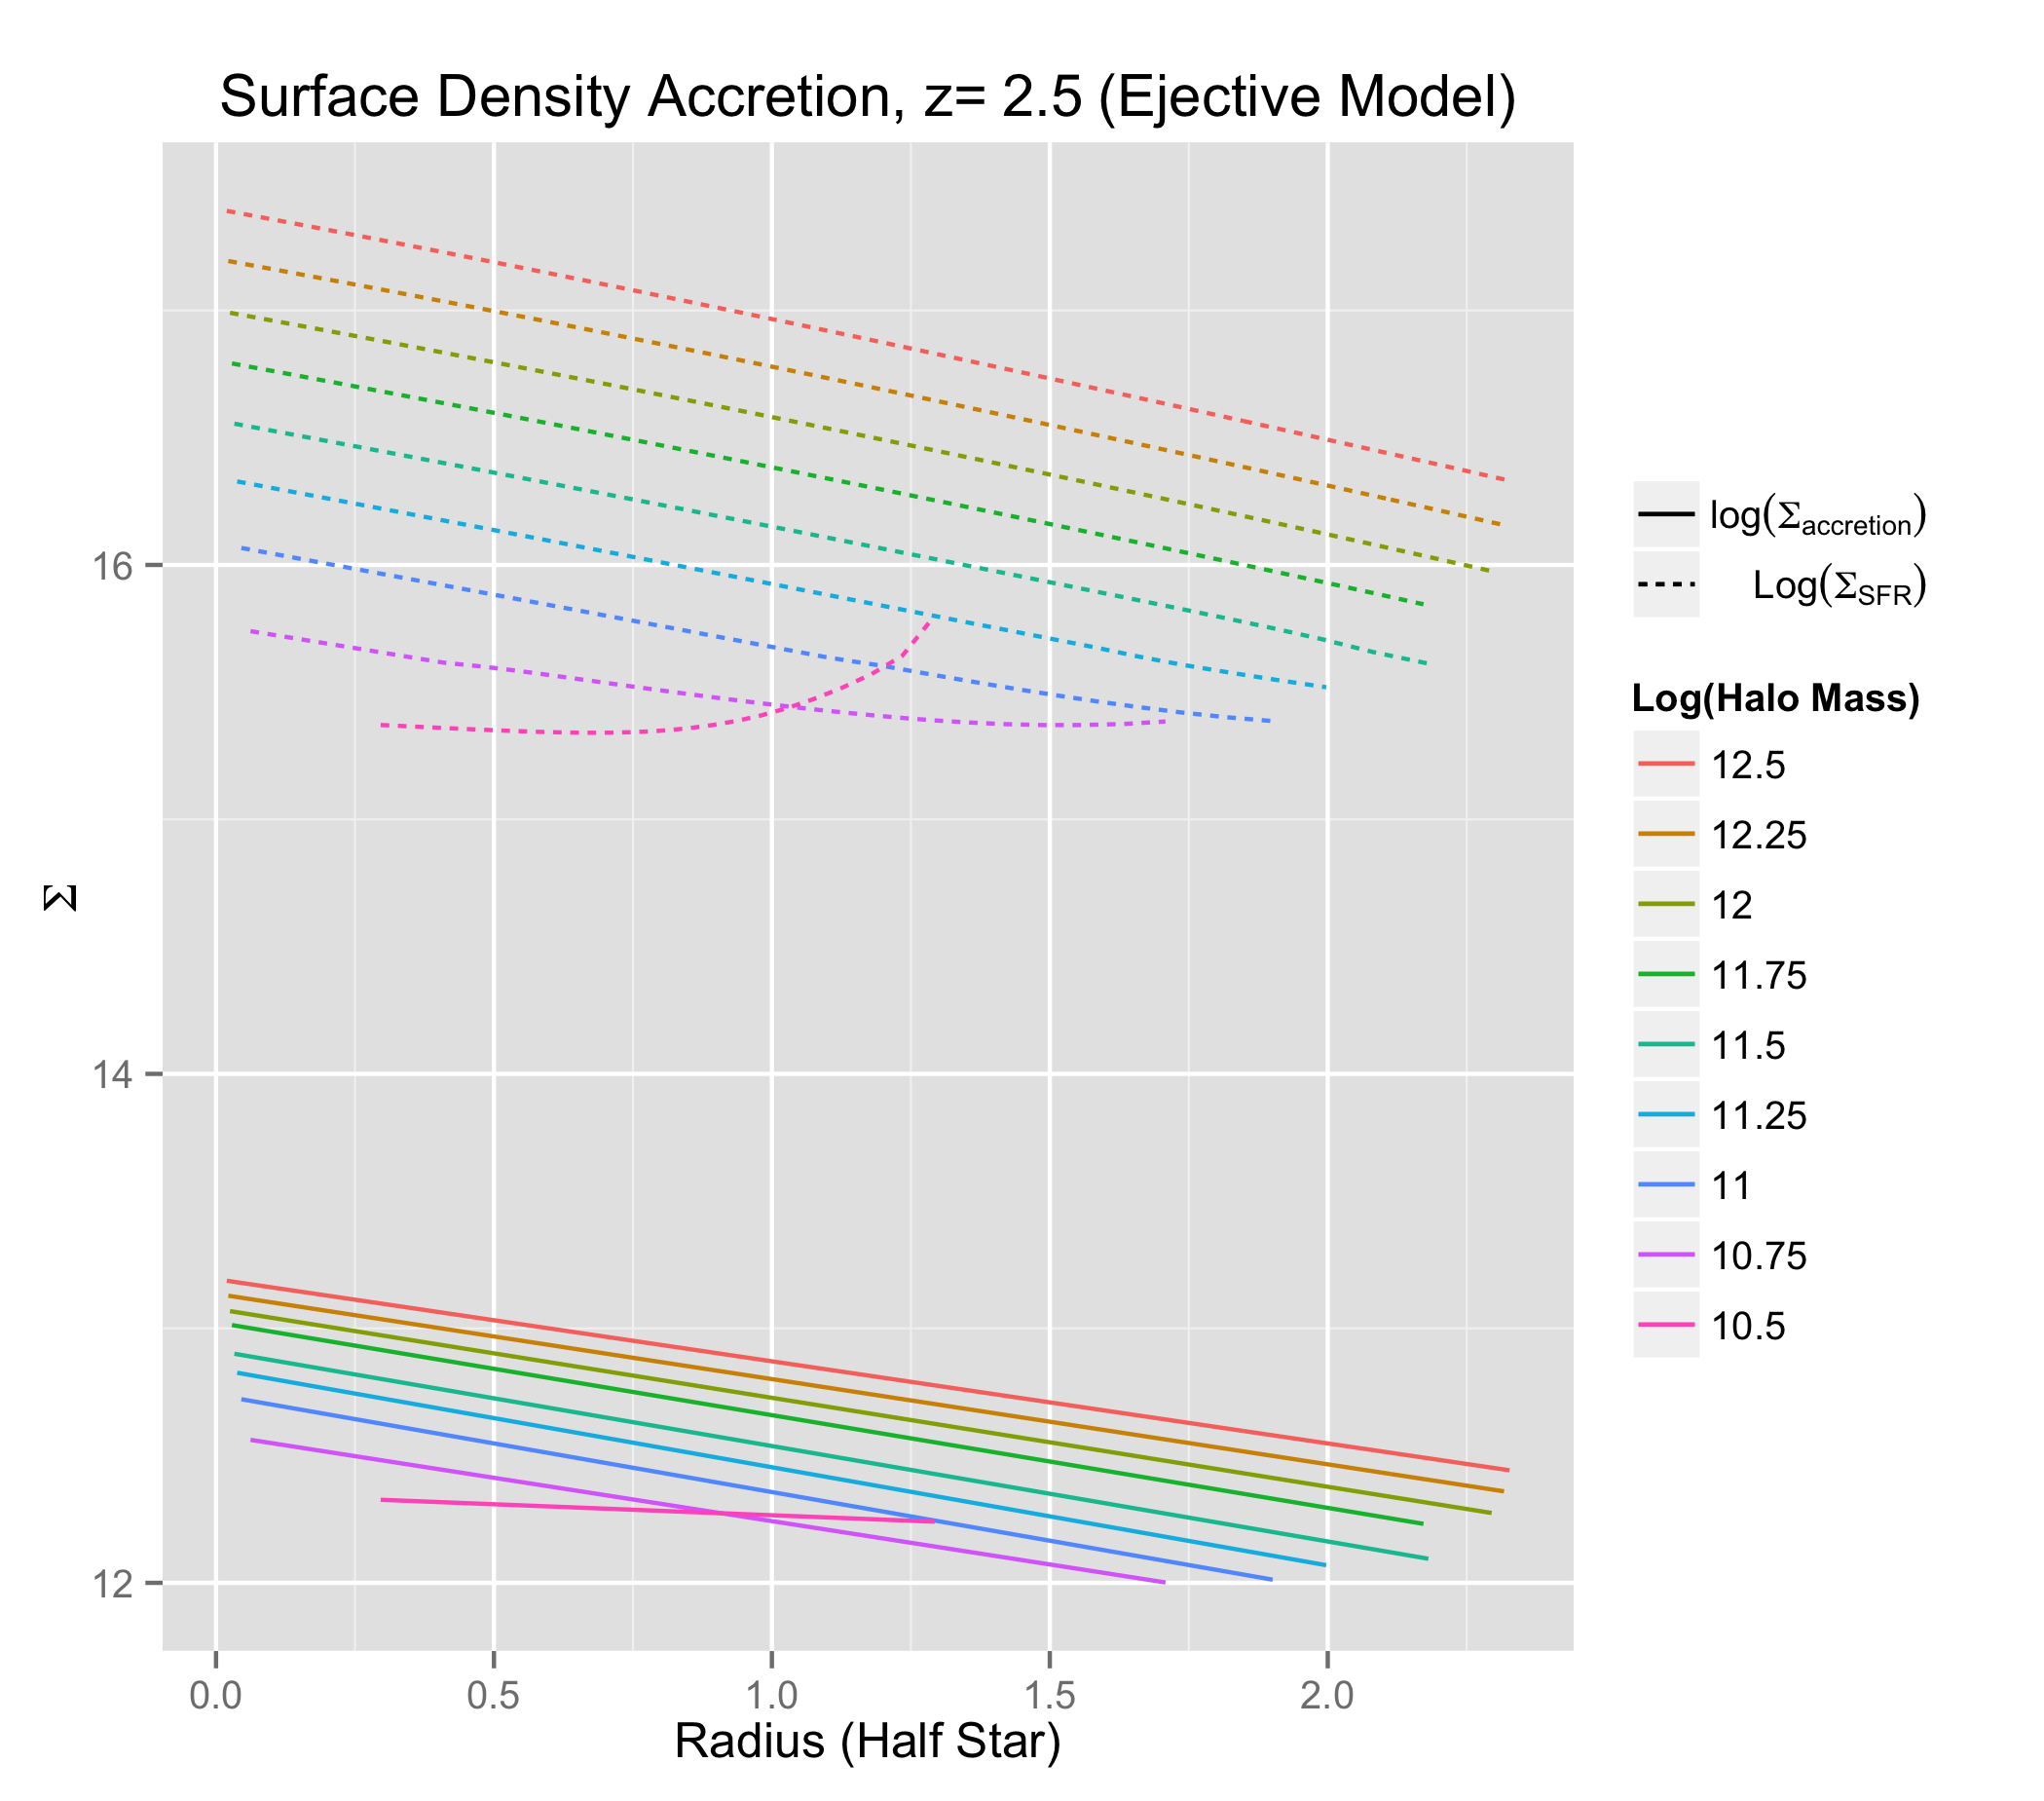 Surface Density Accretion, z= 2.5 (Ejective Model)
Σ
16
14
12
0.0 0.5 1.0 1.5 2.0
Radius (Half Star)
log(Σaccretion)
Log(ΣSFR)
Log(Halo Mass)
12.5
12.25
12
11.75
11.5
11.25
11
10.75
10.5